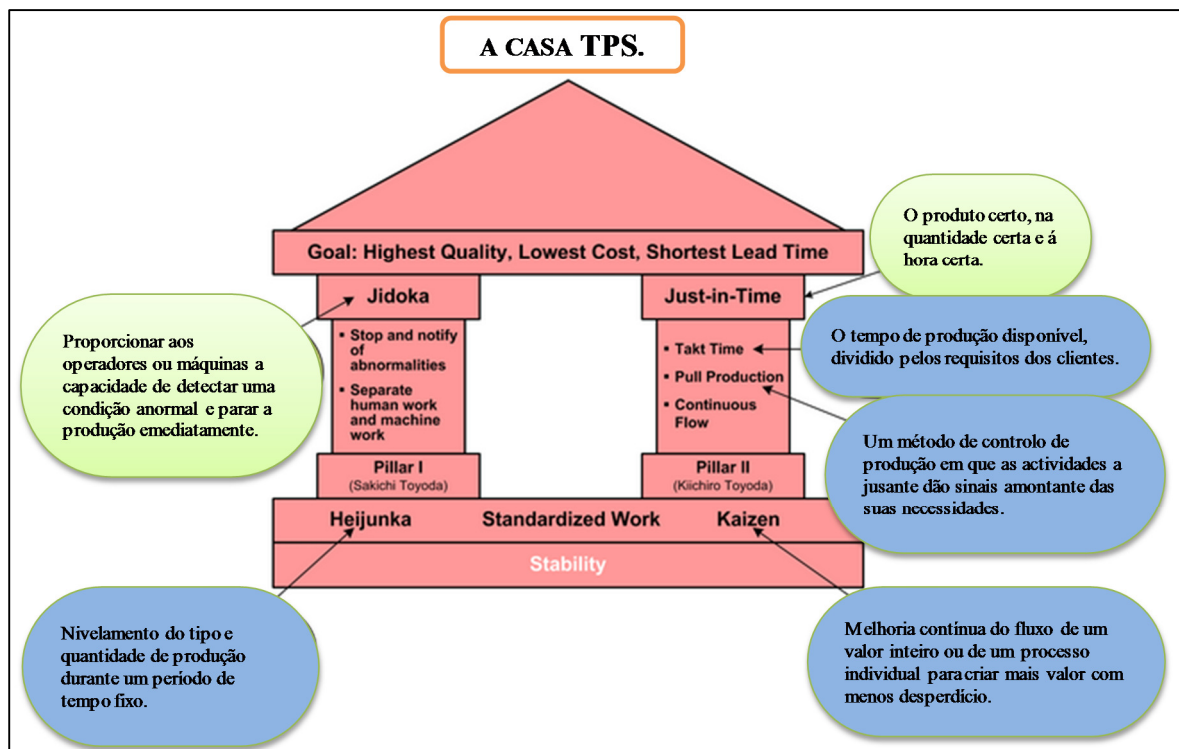 A CASA TPS.
Goal: Highest Quality, Lowest Cost, Shortest Lead Time
Jidoka
▪ Stop and notify
of
abnormalities
▪ Separate
human work
and machine
work
Pillar I
(Sakichi Toyoda)
Just-in-Time
▪ Takt Time
▪ Pull Production
▪ Continuous
Flow
Pillar II
(Kiichiro Toyoda)
Heijunka Standardized Work Kaizen
Stability
Proporcionar aos
operadores ou máquinas a
capacidade de detectar uma
condição anormal e parar a
produção emediatamente.
O produto certo, na
quantidade certa e á
hora certa.
O tempo de produção disponível,
dividido pelos requisitos dos clientes.
Um método de controlo de
produção em que as actividades a
jusante dão sinais amontante das
suas necessidades.
Nivelamento do tipo e
quantidade de produção
durante um período de
tempo fixo.
Melhoria contínua do fluxo de um
valor inteiro ou de um processo
individual para criar mais valor com
menos desperdício.